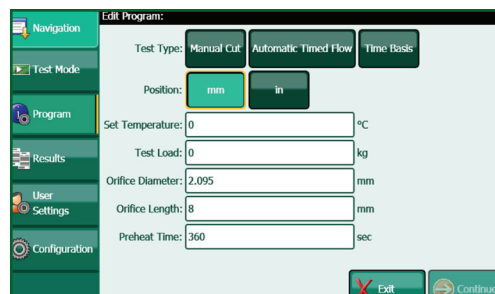 Edit Program:
Navigation
Test Mode
Program
Results
User
Settings
Configuration
Test Type: Manual Cut Automatic Timed Flow Time Basis
Position: mm in
Set Temperature: 0 °C
Test Load: 0 kg
Orifice Diameter: 2.095 mm
Orifice Length: 8 mm
Preheat Time: 360 sec
Exit Continue